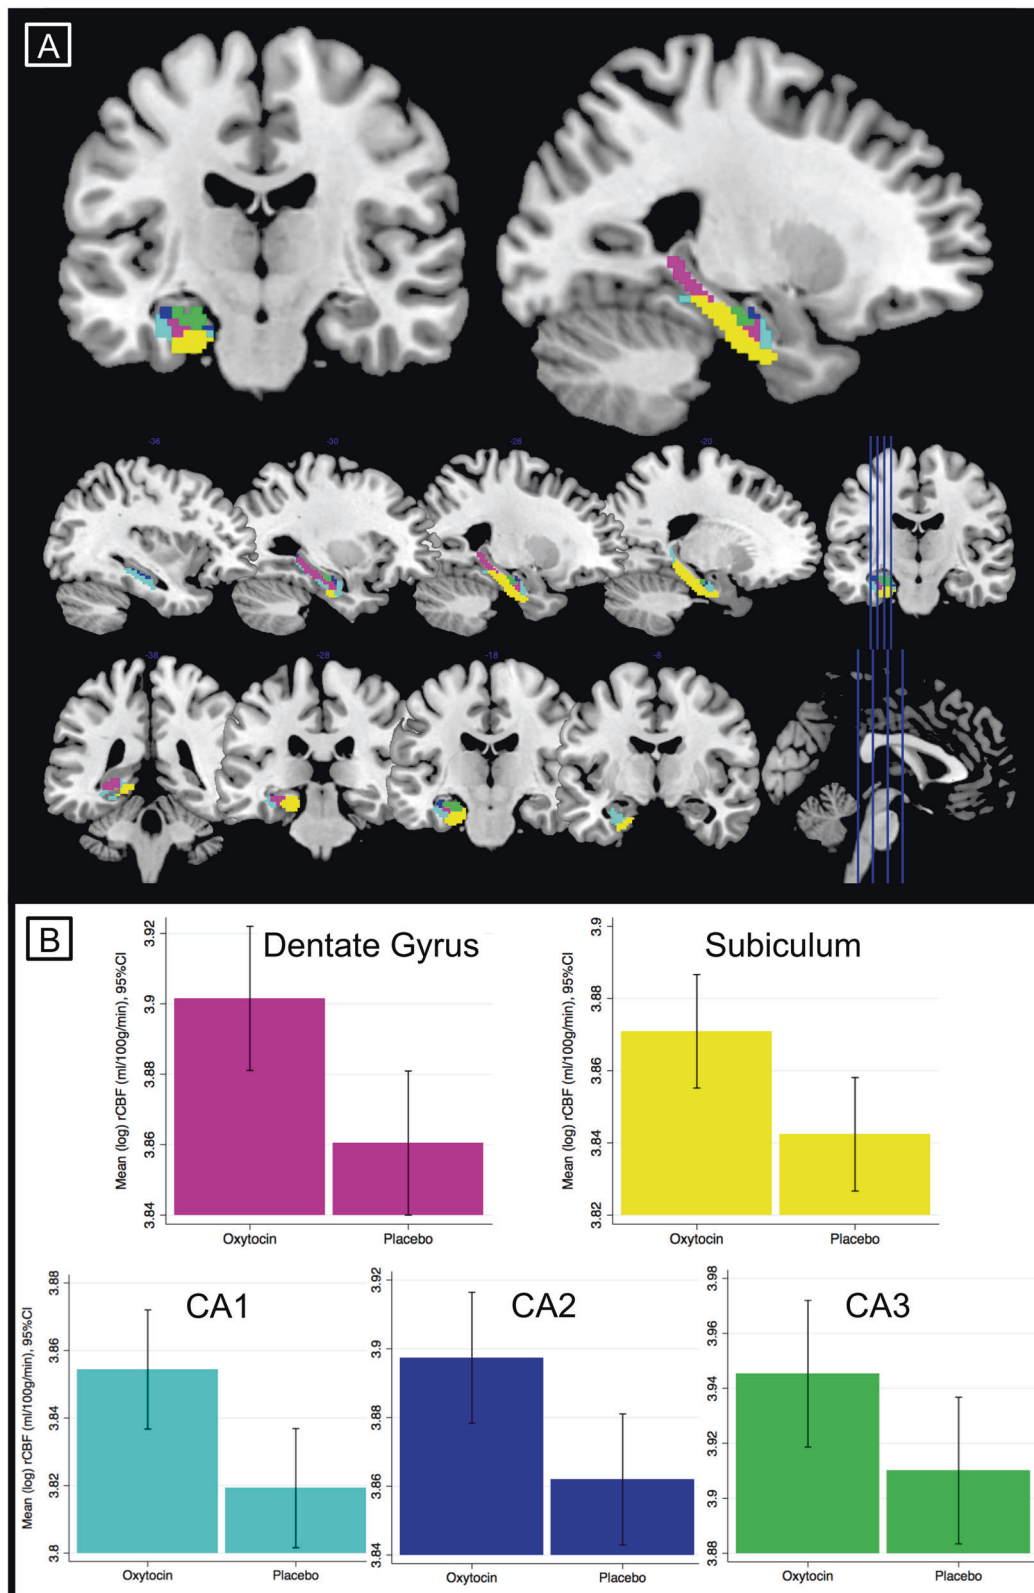 A
-36
-30
-26
-20
-38
-28
-18
-8
B
Dentate Gyrus
Mean (log) rCBF (ml/100g/min), 95%CI
3.92
3.9
3.88
3.86
3.84
Oxytocin Placebo
Subiculum
Mean (log) rCBF (ml/100g/min), 95%CI
3.9
3.88
3.86
3.84
3.82
Oxytocin Placebo
CA1
Mean (log) rCBF (ml/100g/min), 95%CI
3.88
3.86
3.84
3.82
3.8
Oxytocin Placebo
CA2
3.92
3.9
3.88
3.86
3.84
Oxytocin Placebo
CA3
3.98
3.96
3.94
3.92
3.9
3.88
Oxytocin Placebo